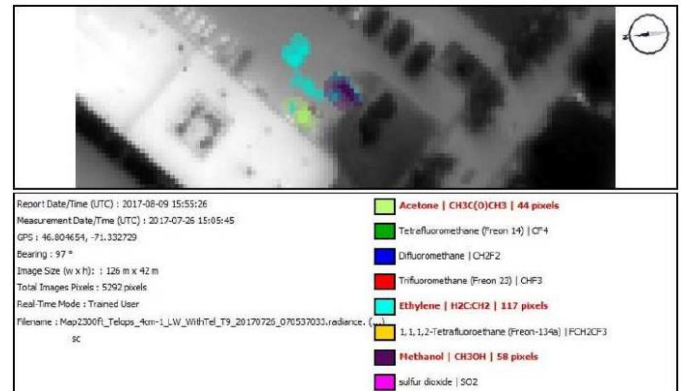 Report Date/Time (UTC) : 2017-08-09 15:55:26
Measurement Date/Time (UTC) : 2017-07-26 15:05:45
GPS : 46.804654, -71.332729
Bearing : 97 °
Image Size (w x h): : 126 m x 42 m
Total Images Pixels : 5292 pixels
Real-Time Mode : Trained User
Filename : Map2300ft_Telops_4cm-1_LW_WithTel_T9_20170726_070537033.radiance. (...)
sc
Acetone | CH3C(O)CH3 | 44 pixels
Tetrafluoromethane (Freon 14) | CF4
Difluoromethane | CH2F2
Trifluoromethane (Freon 23) | CHF3
Ethylene | H2C:CH2 | 117 pixels
1,1,1,2-Tetrafluoroethane (Freon-134a) | FCH2CF3
Methanol | CH3OH | 58 pixels
sulfur dioxide | SO2